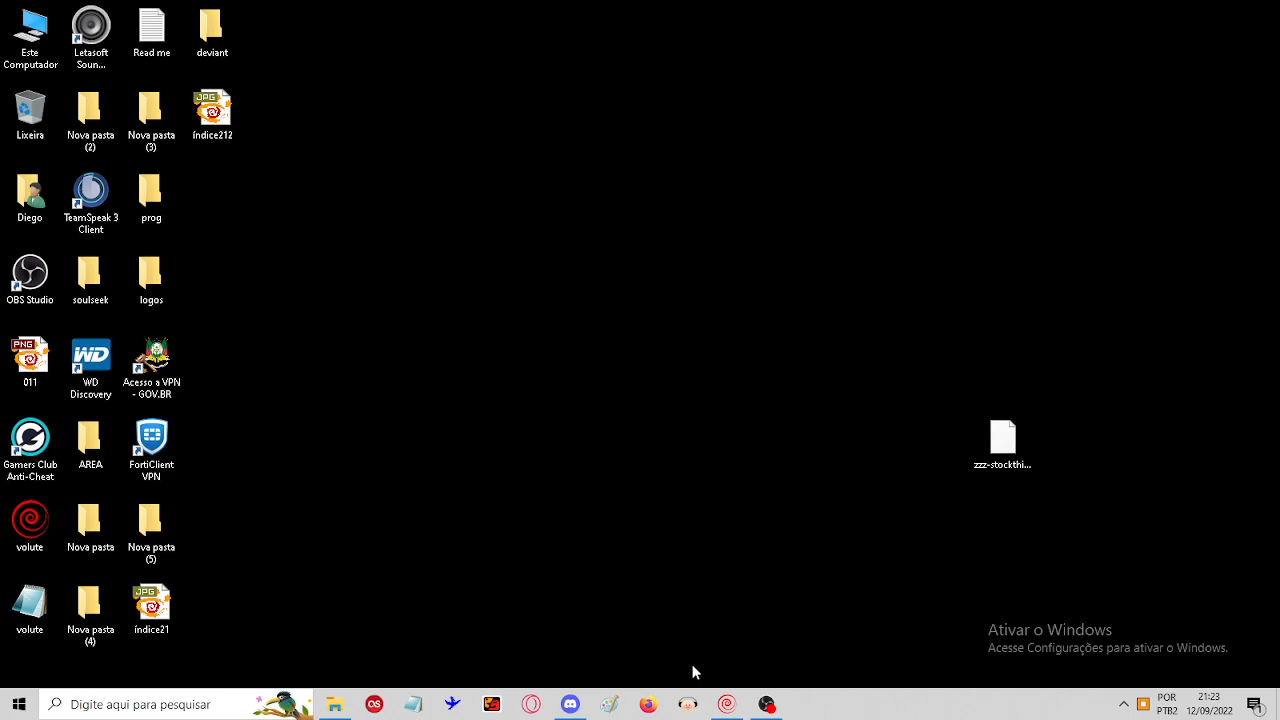 Este
Computador
Letasoft
Soun...
Read me
deviant
Lixeira
Nova pasta
(2)
Nova pasta
(3)
JPG
índice212
Diego
TeamSpeak 3
Client
prog
OBS Studio
soulseek
logos
PNG
011
WD
WD
Discovery
Acesso a VPN
- GOV.BR
Gamers Club
Anti-Cheat
AREA
FortiClient
VPN
zzz-stockthi...
volute
Nova pasta
Nova pasta
(5)
volute
Nova pasta
(4)
JPG
índice21
Ativar o Windows
Acesse Configurações para ativar o Windows.
Digite aqui para pesquisar
POR
PTB2
21:23
12/09/2022
1